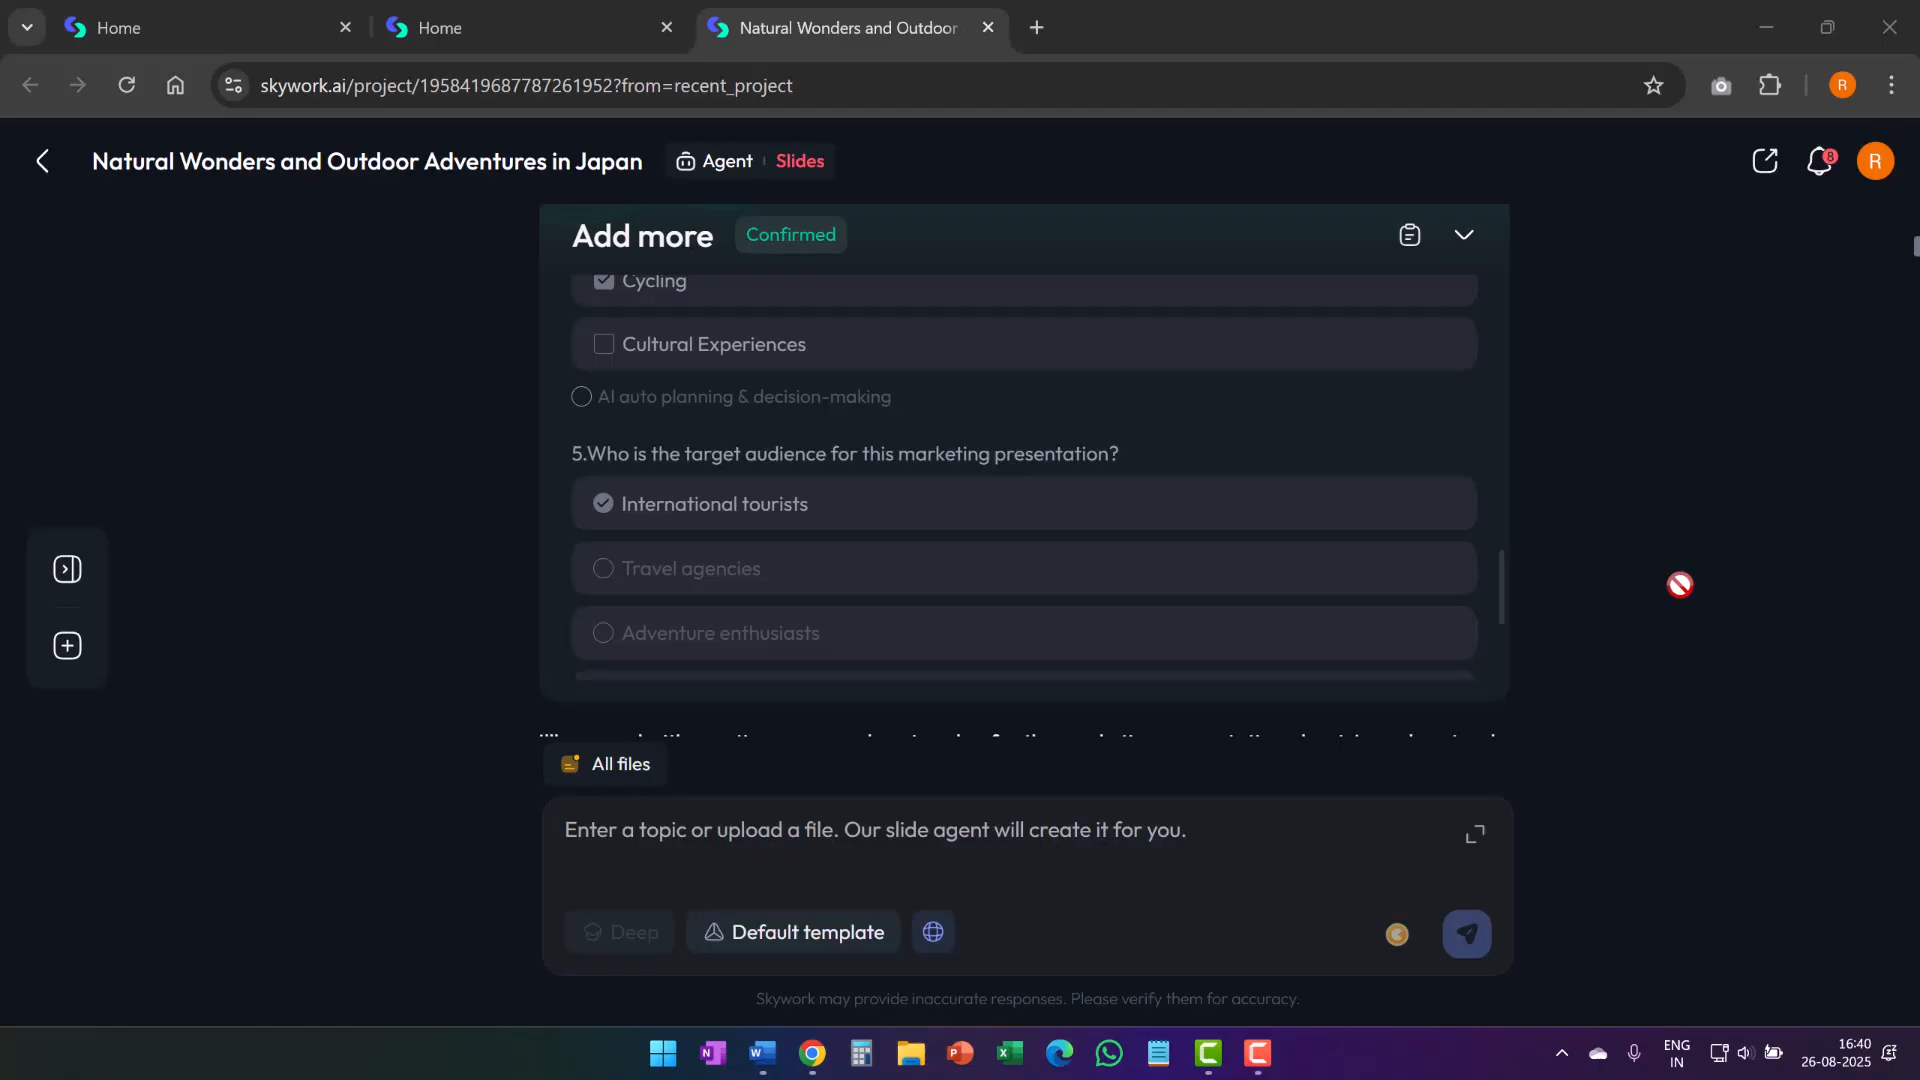 Home
Home
Natural Wonders and Outdoor
skywork.ai/project/1958419687787261952?from=recent_project
R
Natural Wonders and Outdoor Adventures in Japan
Agent
Slides
8
R
Add more
Confirmed
Cycling
Cultural Experiences
AI auto planning & decision-making
5.Who is the target audience for this marketing presentation?
International tourists
Travel agencies
Adventure enthusiasts
All files
Enter a topic or upload a file. Our slide agent will create it for you.
Deep
Default template
Skywork may provide inaccurate responses. Please verify them for accuracy.
ENG
IN
16:40
26-08-2025